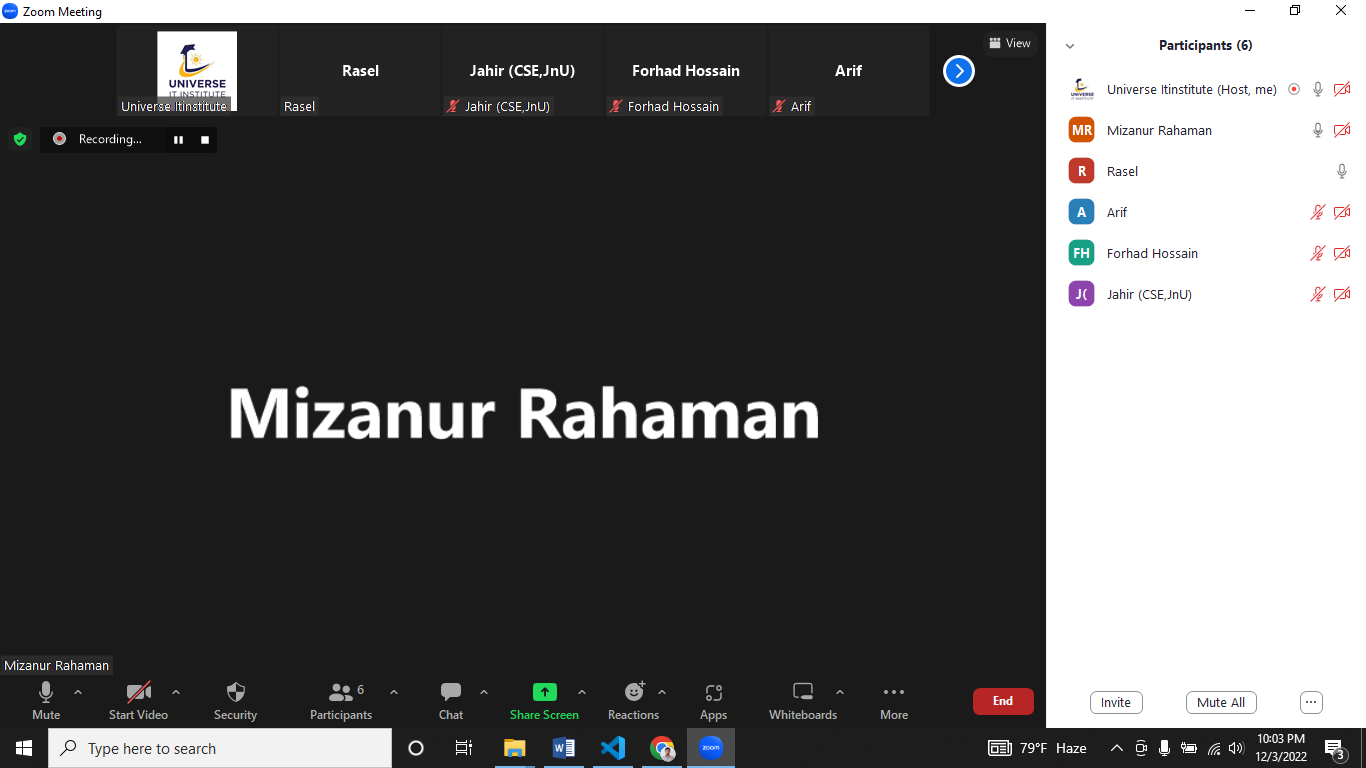 Zoom Meeting
UNIVERSE
IT INSTITUTE
Universe Itinstitute
Rasel
Rasel
Jahir (CSE,JnU)
Jahir (CSE,JnU)
Forhad Hossain
Forhad Hossain
Arif
Arif
View
Recording...
Mizanur Rahaman
Mizanur Rahaman
Participants (6)
Universe Itinstitute (Host, me)
MR Mizanur Rahaman
R Rasel
A Arif
FH Forhad Hossain
J( Jahir (CSE,JnU)
Mute
Start Video
Security
6
Participants
Chat
Share Screen
Reactions
Apps
Whiteboards
More
End
Invite
Mute All
Type here to search
zoom
79°F Haze
10:03 PM
12/3/2022
3